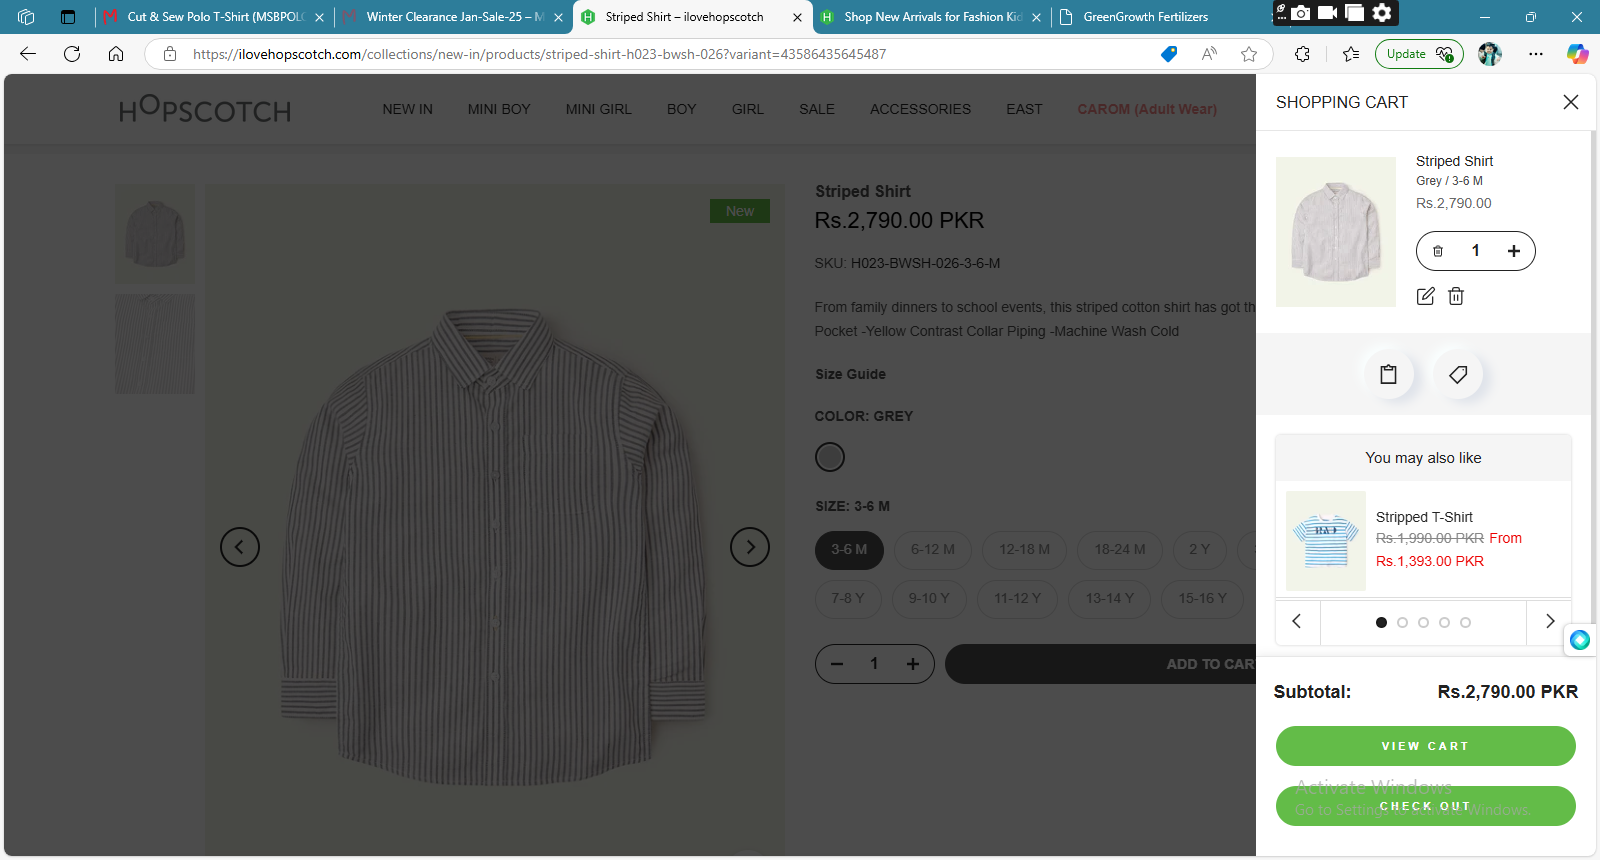 Cut & Sew Polo T-Shirt (MSBPOLO
Winter Clearance Jan-Sale-25 – M
Striped Shirt – ilovehopscotch
Shop New Arrivals for Fashion Kid
GreenGrowth Fertilizers
https://ilovehopscotch.com/collections/new-in/products/striped-shirt-h023-bwsh-026?variant=43586435645487
Update
HOPSCOTCH
NEW IN
MINI BOY
MINI GIRL
BOY
GIRL
SALE
ACCESSORIES
EAST
CAROM (Adult Wear)
New
Striped Shirt
Rs.2,790.00 PKR
SKU: H023-BWSH-026-3-6-M
From family dinners to school events, this striped cotton shirt has got th
Pocket -Yellow Contrast Collar Piping -Machine Wash Cold
Size Guide
COLOR: GREY
SIZE: 3-6 M
3-6 M
6-12 M
12-18 M
18-24 M
2 Y
7-8 Y
9-10 Y
11-12 Y
13-14 Y
15-16 Y
1
ADD TO CAR
SHOPPING CART
Striped Shirt
Grey / 3-6 M
Rs.2,790.00
1
You may also like
Stripped T-Shirt
Rs.1,990.00 PKR From
Rs.1,393.00 PKR
Subtotal: Rs.2,790.00 PKR
VIEW CART
Activate Windows
Go to Settings to activate Windows.
CHECK OUT